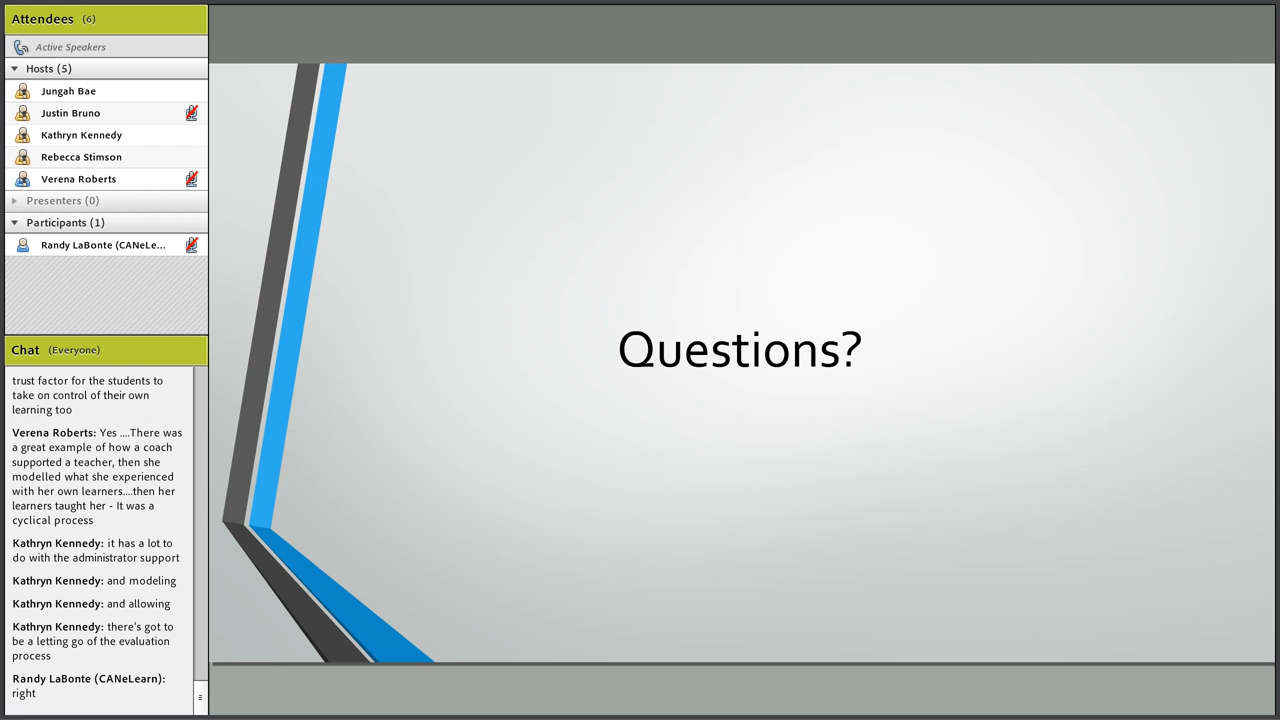 Attendees (6)
Active Speakers
Hosts (5)
Jungah Bae
Justin Bruno
Kathryn Kennedy
Rebecca Stimson
Verena Roberts
Presenters (0)
Participants (1)
Randy LaBonte (CANeLe...
Chat (Everyone)
trust factor for the students to
take on control of their own
learning too
Verena Roberts: Yes ....There was
a great example of how a coach
supported a teacher, then she
modelled what she experienced
with her own learners....then her
learners taught her - It was a
cyclical process
Kathryn Kennedy: it has a lot to
do with the administrator support
Kathryn Kennedy: and modeling
Kathryn Kennedy: and allowing
Kathryn Kennedy: there's got to
be a letting go of the evaluation
process
Randy LaBonte (CANeLearn):
right
Questions?